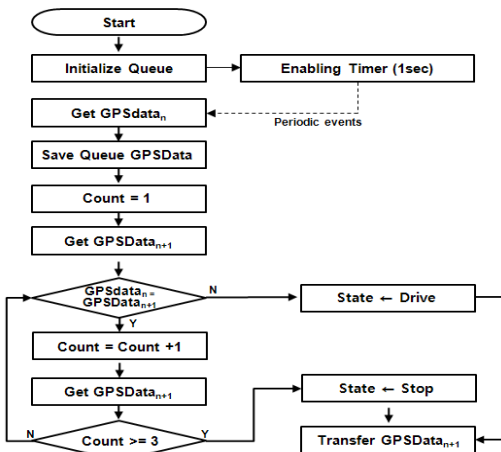 Start
Initialize Queue
Enabling Timer (1sec)
Get GPSdataₙ
Periodic events
Save Queue GPSData
Count = 1
Get GPSDataₙ₊₁
GPSdataₙ =
GPSDataₙ₊₁
N
State ← Drive
Y
Count = Count +1
Get GPSDataₙ₊₁
State ← Stop
N
Count >= 3
Y
Transfer GPSDataₙ₊₁